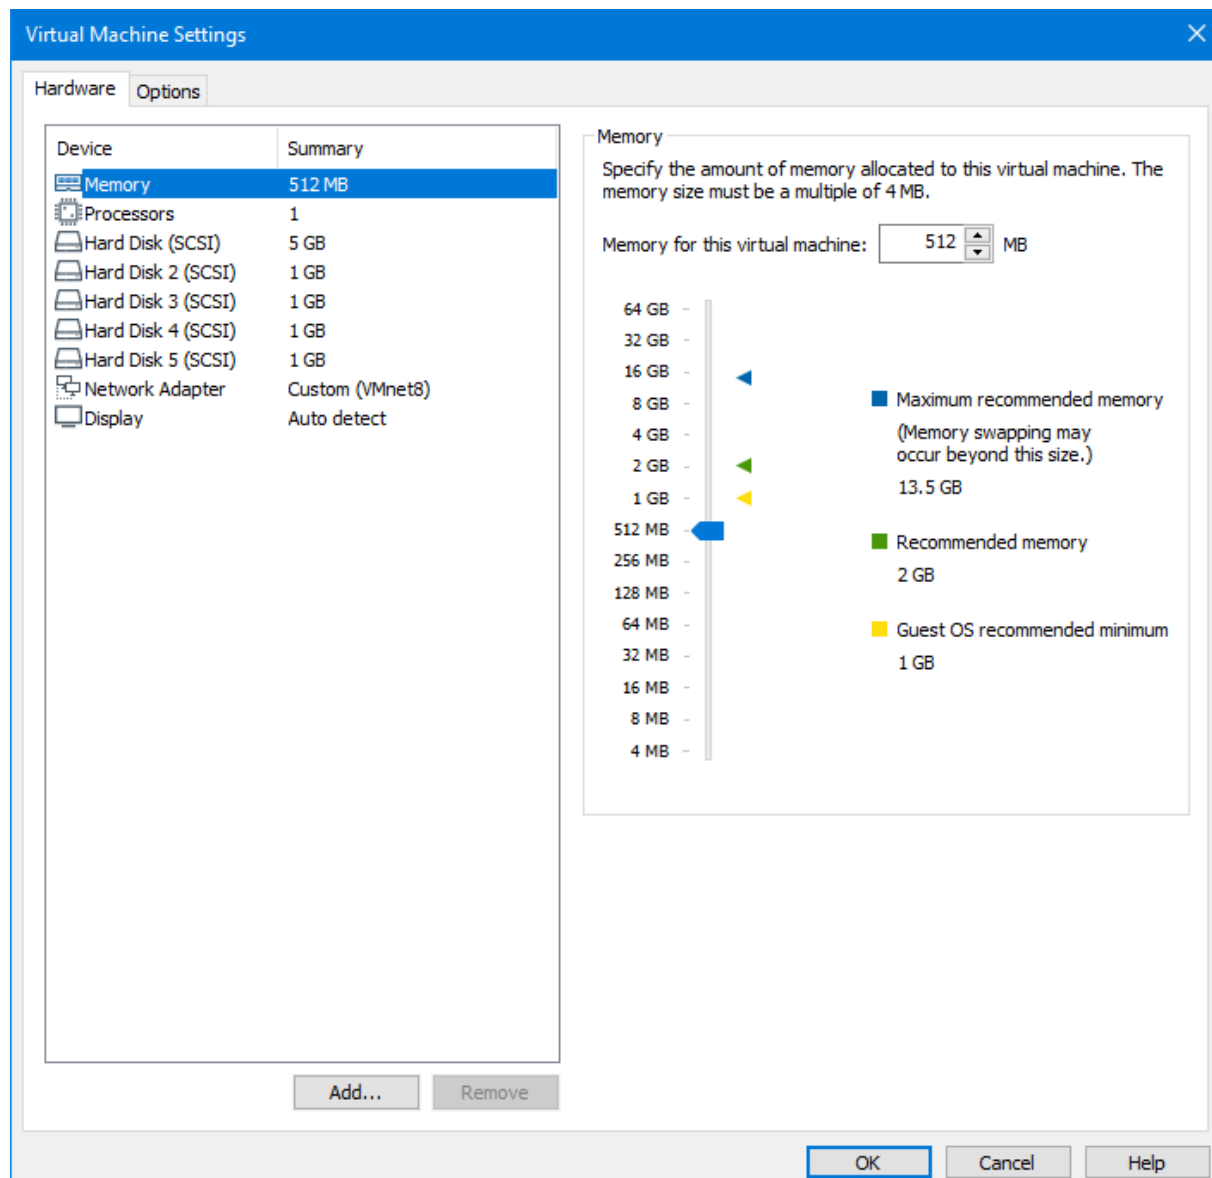 Virtual Machine Settings
Hardware Options
Device Summary
Memory 512 MB
Processors 1
Hard Disk (SCSI) 5 GB
Hard Disk 2 (SCSI) 1 GB
Hard Disk 3 (SCSI) 1 GB
Hard Disk 4 (SCSI) 1 GB
Hard Disk 5 (SCSI) 1 GB
Network Adapter Custom (VMnet8)
Display Auto detect
Add... Remove
Memory
Specify the amount of memory allocated to this virtual machine. The
memory size must be a multiple of 4 MB.
Memory for this virtual machine: 512 MB
64 GB
32 GB
16 GB
8 GB
4 GB
2 GB
1 GB
512 MB
256 MB
128 MB
64 MB
32 MB
16 MB
8 MB
4 MB
Maximum recommended memory
(Memory swapping may
occur beyond this size.)
13.5 GB
Recommended memory
2 GB
Guest OS recommended minimum
1 GB
OK Cancel Help